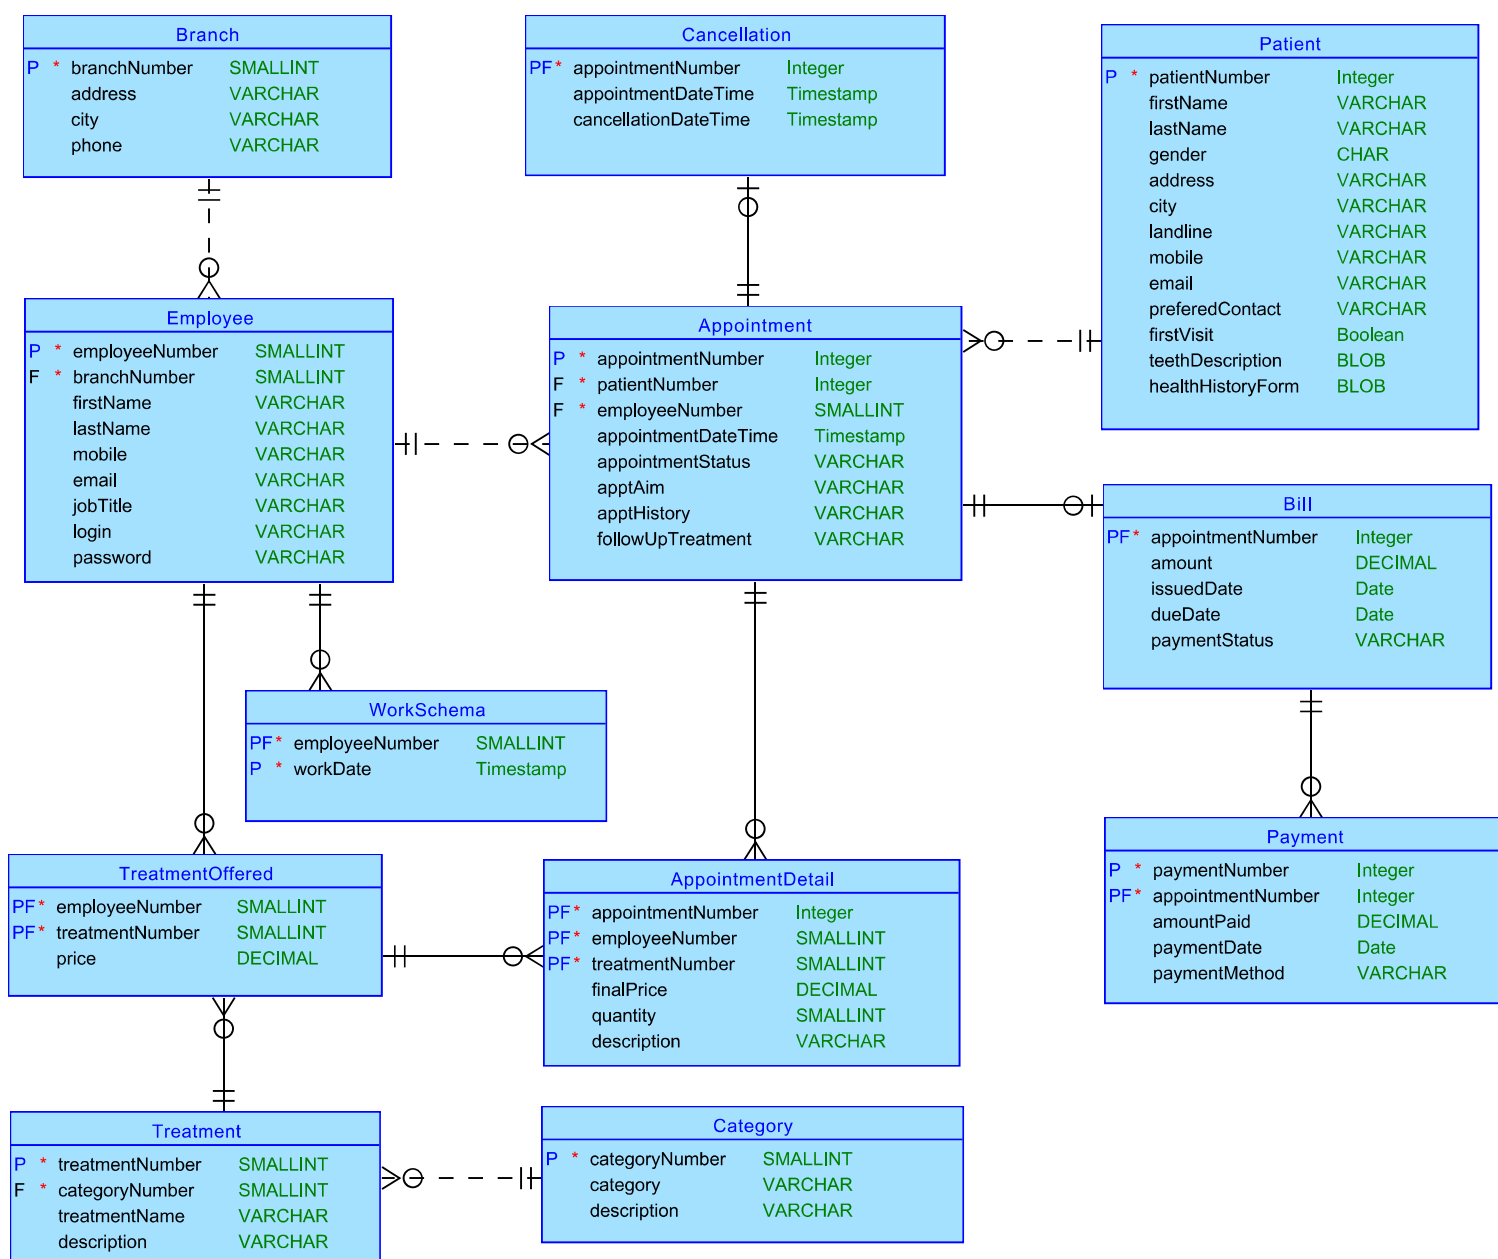 Branch
P * branchNumber SMALLINT
address VARCHAR
city VARCHAR
phone VARCHAR
Cancellation
PF* appointmentNumber Integer
appointmentDateTime Timestamp
cancellationDateTime Timestamp
Patient
P * patientNumber Integer
firstName VARCHAR
lastName VARCHAR
gender CHAR
address VARCHAR
city VARCHAR
landline VARCHAR
mobile VARCHAR
email VARCHAR
preferedContact VARCHAR
firstVisit Boolean
teethDescription BLOB
healthHistoryForm BLOB
Employee
P * employeeNumber SMALLINT
F * branchNumber SMALLINT
firstName VARCHAR
lastName VARCHAR
mobile VARCHAR
email VARCHAR
jobTitle VARCHAR
login VARCHAR
password VARCHAR
Appointment
P * appointmentNumber Integer
F * patientNumber Integer
F * employeeNumber SMALLINT
appointmentDateTime Timestamp
appointmentStatus VARCHAR
apptAim VARCHAR
apptHistory VARCHAR
followUpTreatment VARCHAR
Bill
PF* appointmentNumber Integer
amount DECIMAL
issuedDate Date
dueDate Date
paymentStatus VARCHAR
WorkSchema
PF* employeeNumber SMALLINT
P * workDate Timestamp
TreatmentOffered
PF* employeeNumber SMALLINT
PF* treatmentNumber SMALLINT
price DECIMAL
AppointmentDetail
PF* appointmentNumber Integer
PF* employeeNumber SMALLINT
PF* treatmentNumber SMALLINT
finalPrice DECIMAL
quantity SMALLINT
description VARCHAR
Payment
P * paymentNumber Integer
PF* appointmentNumber Integer
amountPaid DECIMAL
paymentDate Date
paymentMethod VARCHAR
Treatment
P * treatmentNumber SMALLINT
F * categoryNumber SMALLINT
treatmentName VARCHAR
description VARCHAR
Category
P * categoryNumber SMALLINT
category VARCHAR
description VARCHAR